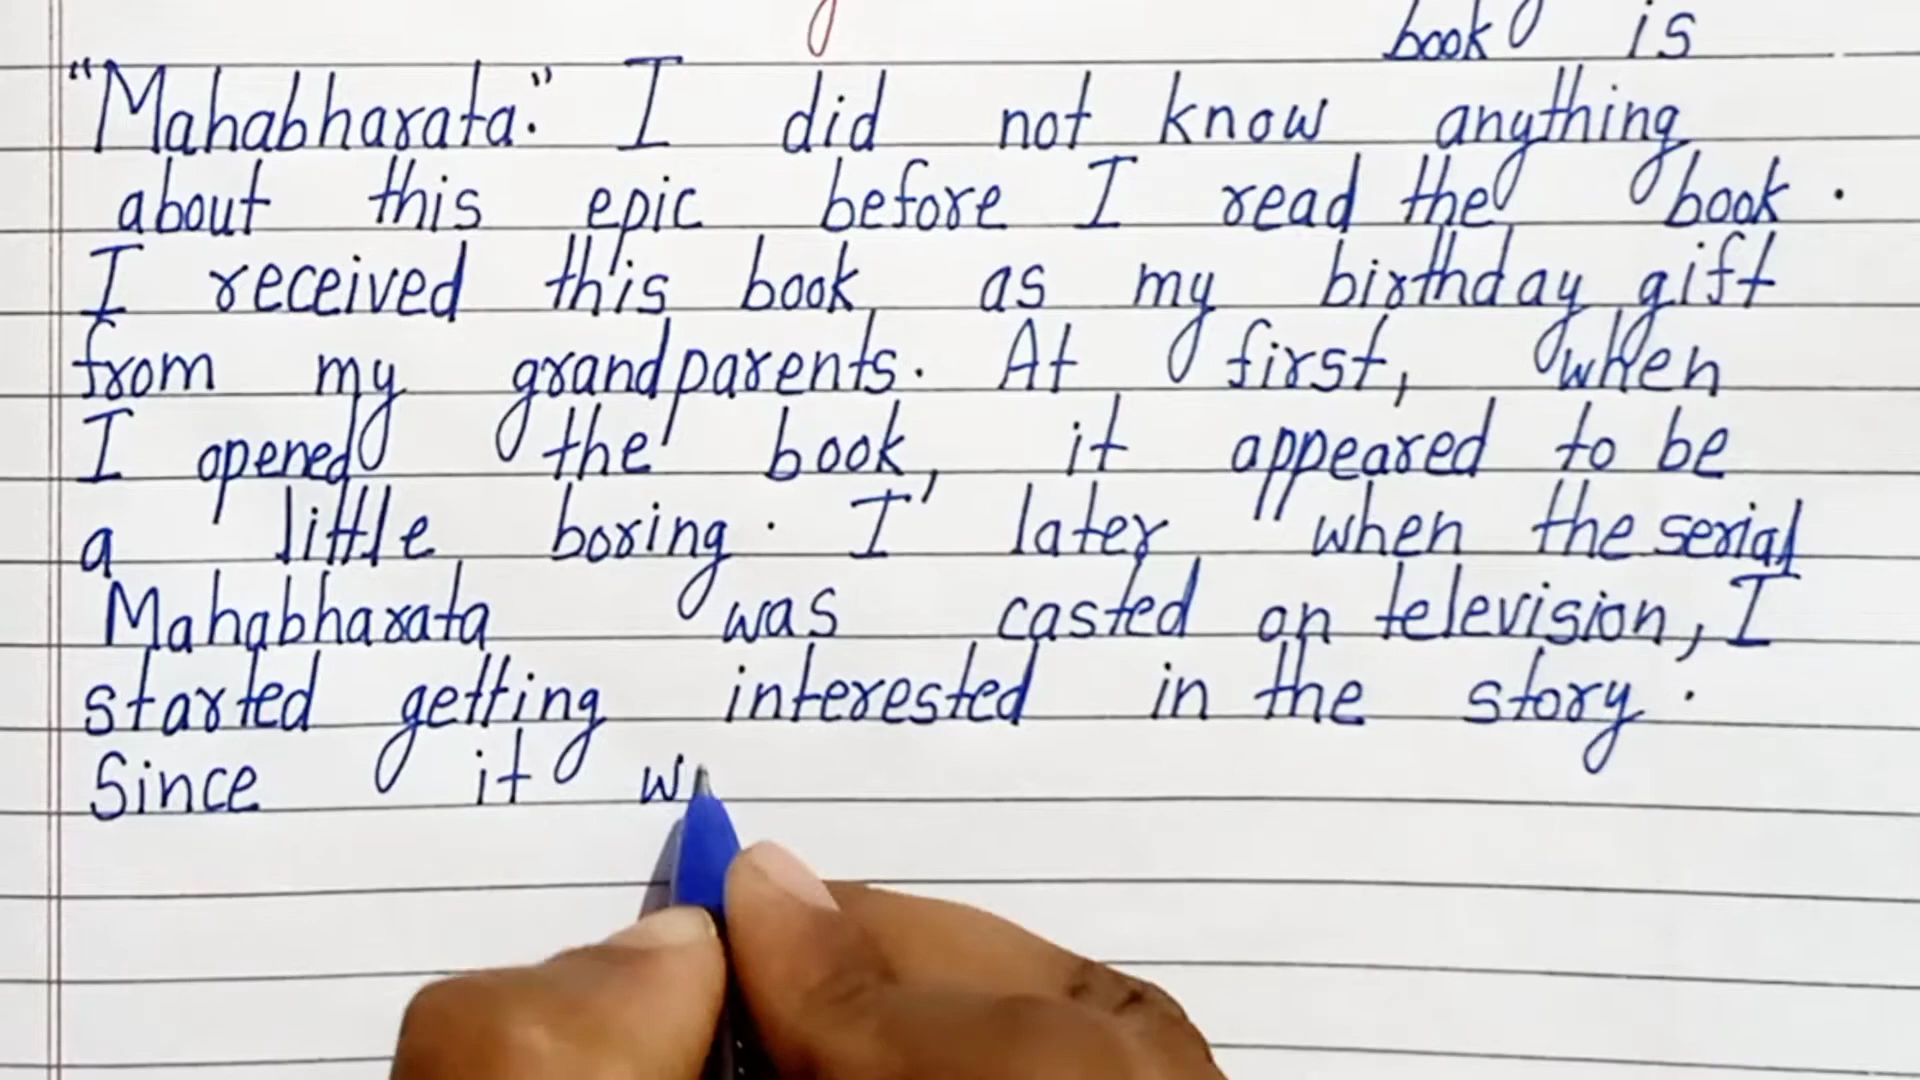 book is
"Mahabharata." I did not know anything
about this epic before I read the book.
I received this book as my birthday gift
from my grandparents. At first, when
I opened the book, it appeared to be
a little boring. I later when the serial
Mahabharata was casted on television, I
started getting interested in the story.
Since it w